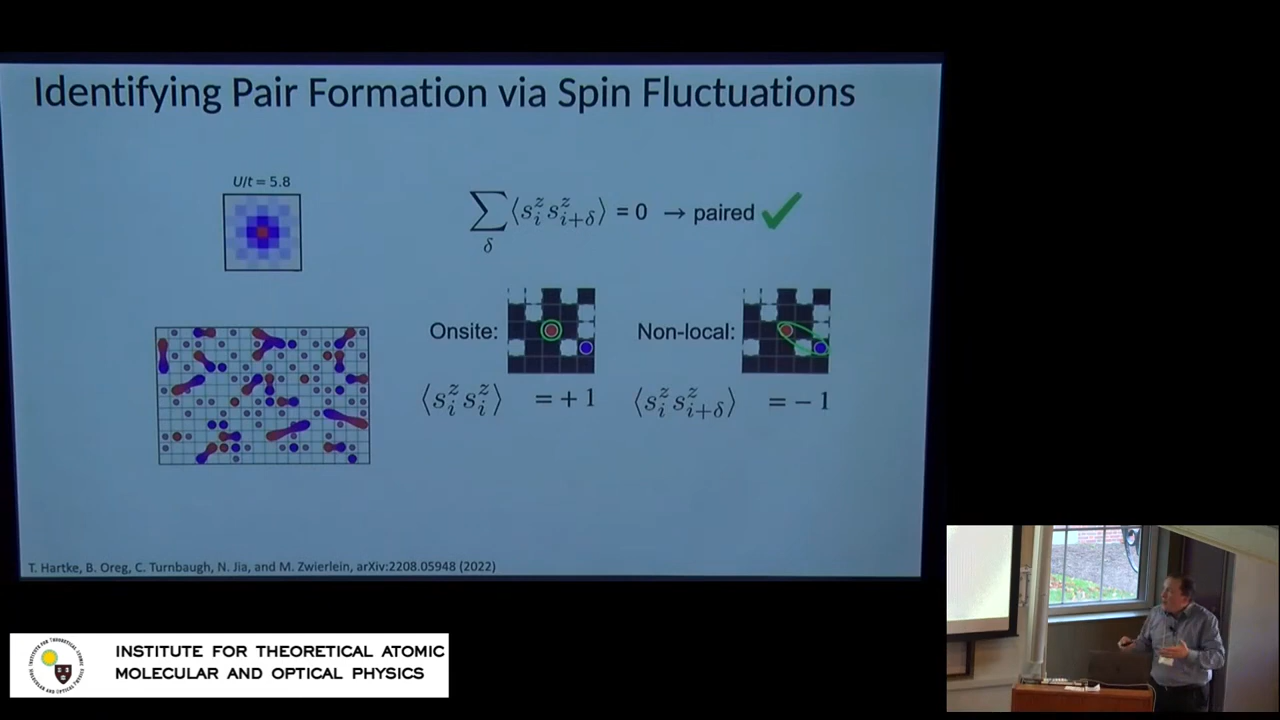 Identifying Pair Formation via Spin Fluctuations
U/t = 5.8
∑_δ ⟨s_i^z s_{i+δ}^z⟩ = 0 → paired
Onsite:
Non-local:
⟨s_i^z s_i^z⟩ = + 1
⟨s_i^z s_{i+δ}^z⟩ = − 1
T. Hartke, B. Oreg, C. Turnbaugh, N. Jia, and M. Zwierlein, arXiv:2208.05948 (2022)
INSTITUTE FOR THEORETICAL ATOMIC
MOLECULAR AND OPTICAL PHYSICS